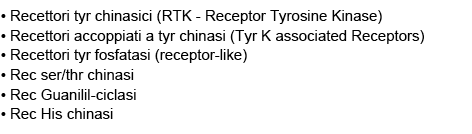 • Recettori tyr chinasici (RTK - Receptor Tyrosine Kinase)
• Recettori accoppiati a tyr chinasi (Tyr K associated Receptors)
• Recettori tyr fosfatasi (receptor-like)
• Rec ser/thr chinasi
• Rec Guanilil-ciclasi
• Rec His chinasi